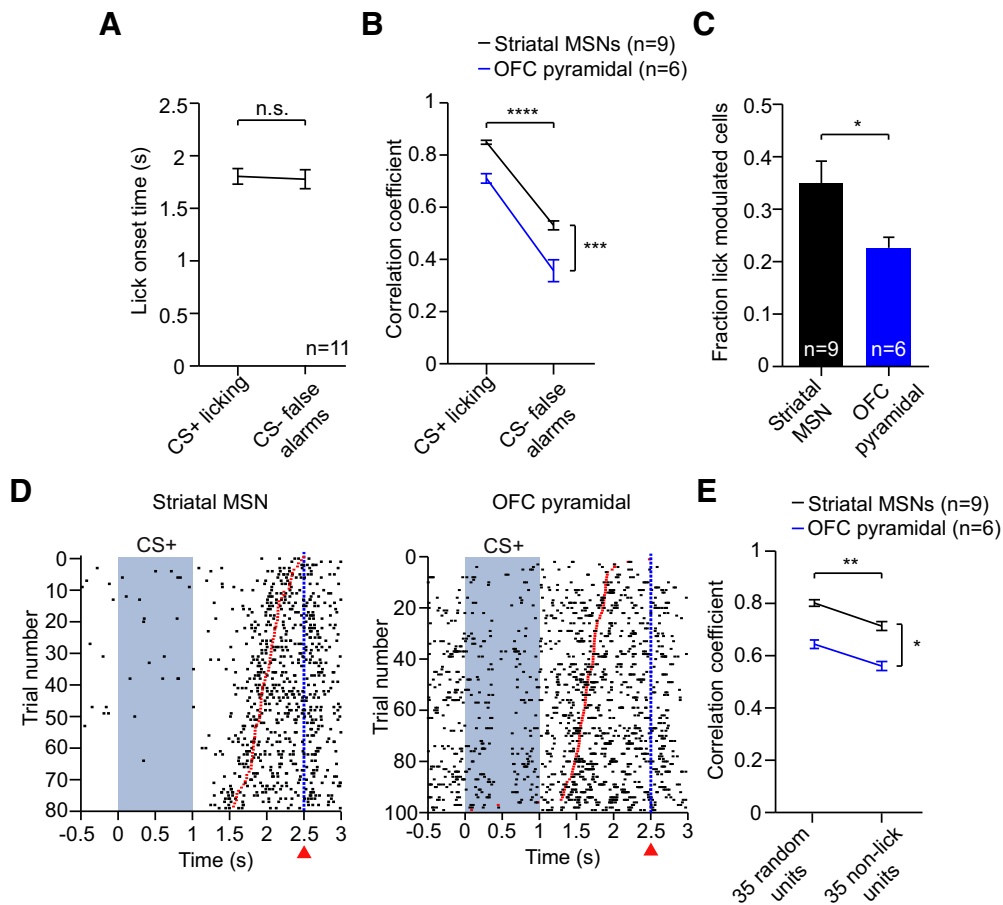 A
Lick onset time (s)
2.5
2
1.5
1
0.5
0
n.s.
n=11
CS+ licking
CS- false
alarms
B
Striatal MSNs (n=9)
OFC pyramidal (n=6)
Correlation coefficient
1
0.8
0.6
0.4
0.2
0
****
***
CS+ licking
CS- false
alarms
C
Fraction lick modulated cells
0.5
0.4
0.3
0.2
0.1
0
*
n=9
n=6
Striatal
MSN
OFC
pyramidal
D
Striatal MSN
CS+
Trial number
0
10
20
30
40
50
60
70
80
-0.5
0
0.5
1
1.5
2
2.5
3
Time (s)
OFC pyramidal
CS+
Trial number
0
20
40
60
80
100
-0.5
0
0.5
1
1.5
2
2.5
3
Time (s)
E
Striatal MSNs (n=9)
OFC pyramidal (n=6)
Correlation coefficient
1
0.8
0.6
0.4
0.2
0
**
*
35 random
units
35 non-lick
units